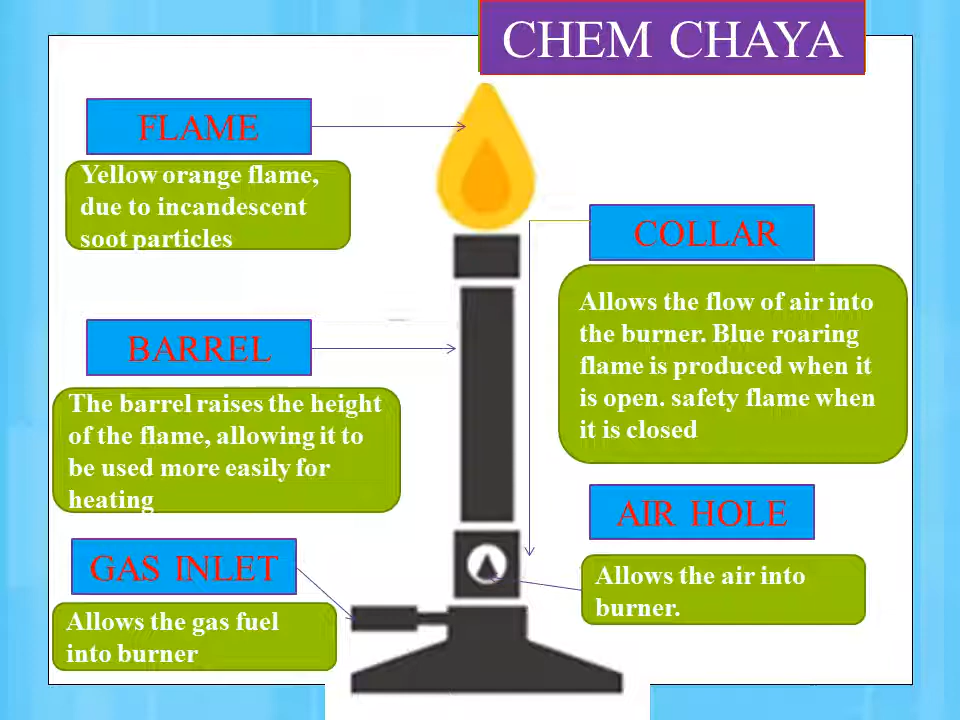 CHEM CHAYA
FLAME
Yellow orange flame,
due to incandescent
soot particles
COLLAR
Allows the flow of air into
the burner. Blue roaring
flame is produced when it
is open. safety flame when
it is closed
BARREL
The barrel raises the height
of the flame, allowing it to
be used more easily for
heating
AIR HOLE
Allows the air into
burner.
GAS INLET
Allows the gas fuel
into burner